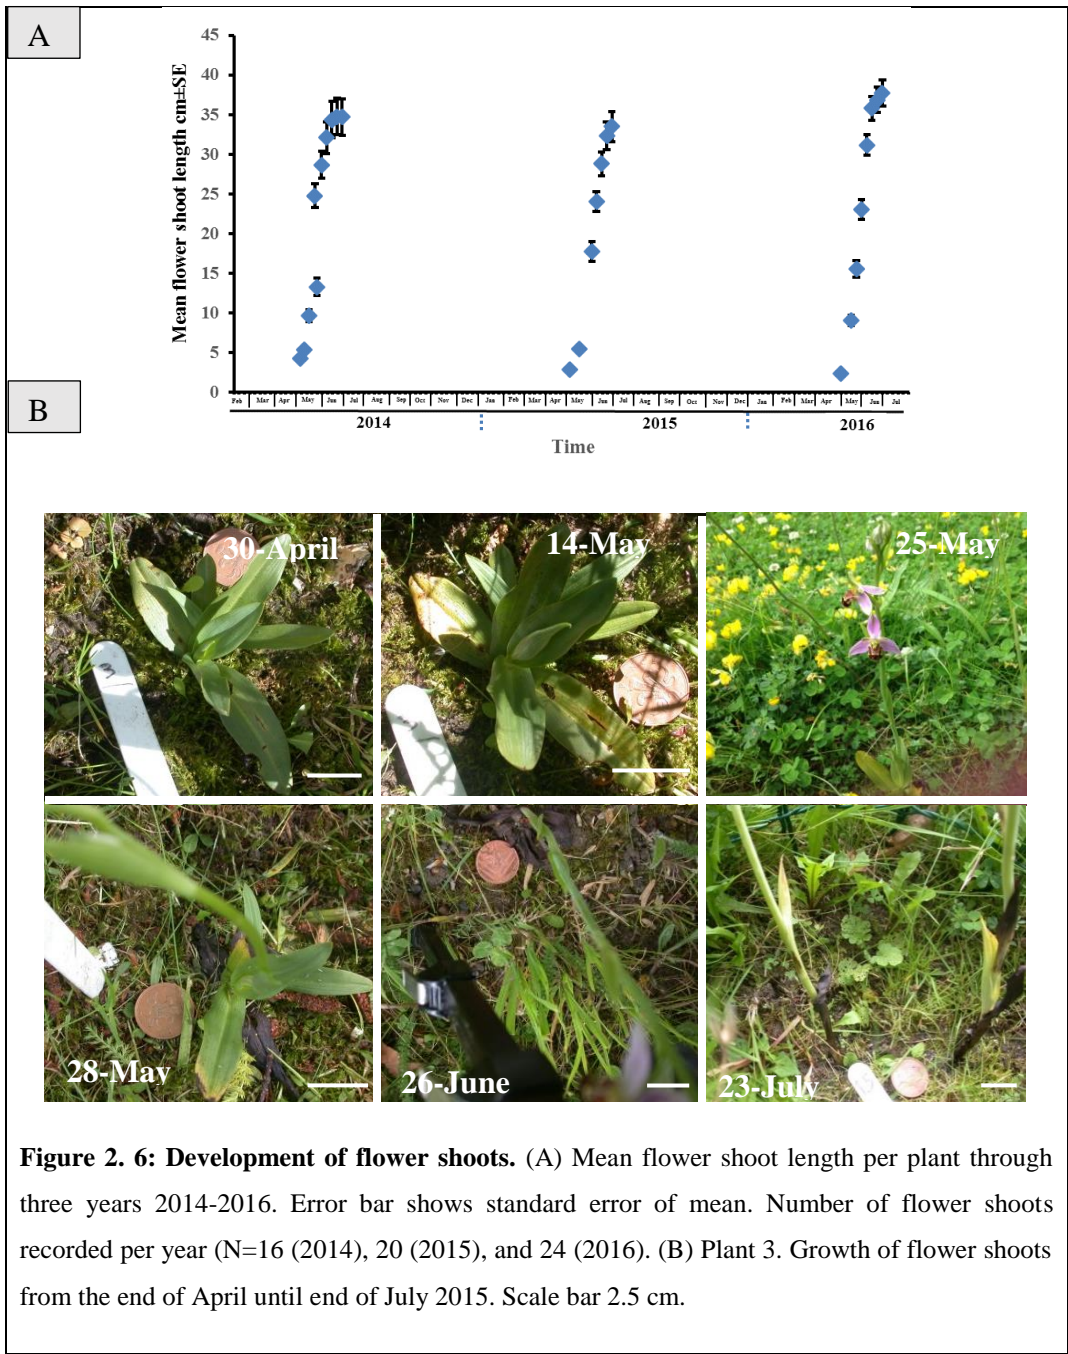 A
Mean flower shoot length cm±SE
45
40
35
30
25
20
15
10
5
0
Feb Mar Apr May Jun Jul Aug Sep Oct Nov Dec Jan Feb Mar Apr May Jun Jul Aug Sep Oct Nov Dec Jan Feb Mar Apr May Jun Jul
2014 2015 2016
Time
B
30-April
14-May
25-May
28-May
26-June
23-July
Figure 2. 6: Development of flower shoots. (A) Mean flower shoot length per plant through
three years 2014-2016. Error bar shows standard error of mean. Number of flower shoots
recorded per year (N=16 (2014), 20 (2015), and 24 (2016). (B) Plant 3. Growth of flower shoots
from the end of April until end of July 2015. Scale bar 2.5 cm.